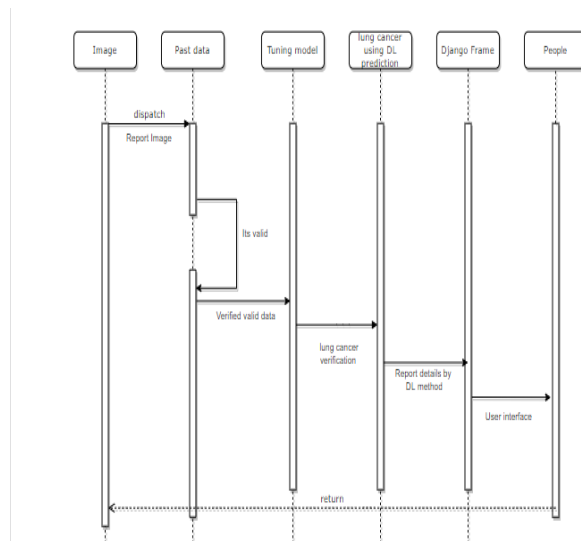 Image
Past data
Tuning model
lung cancer
using DL
prediction
Django Frame
People
dispatch
Report Image
Its valid
Verified valid data
lung cancer
verification
Report details by
DL method
User interface
return